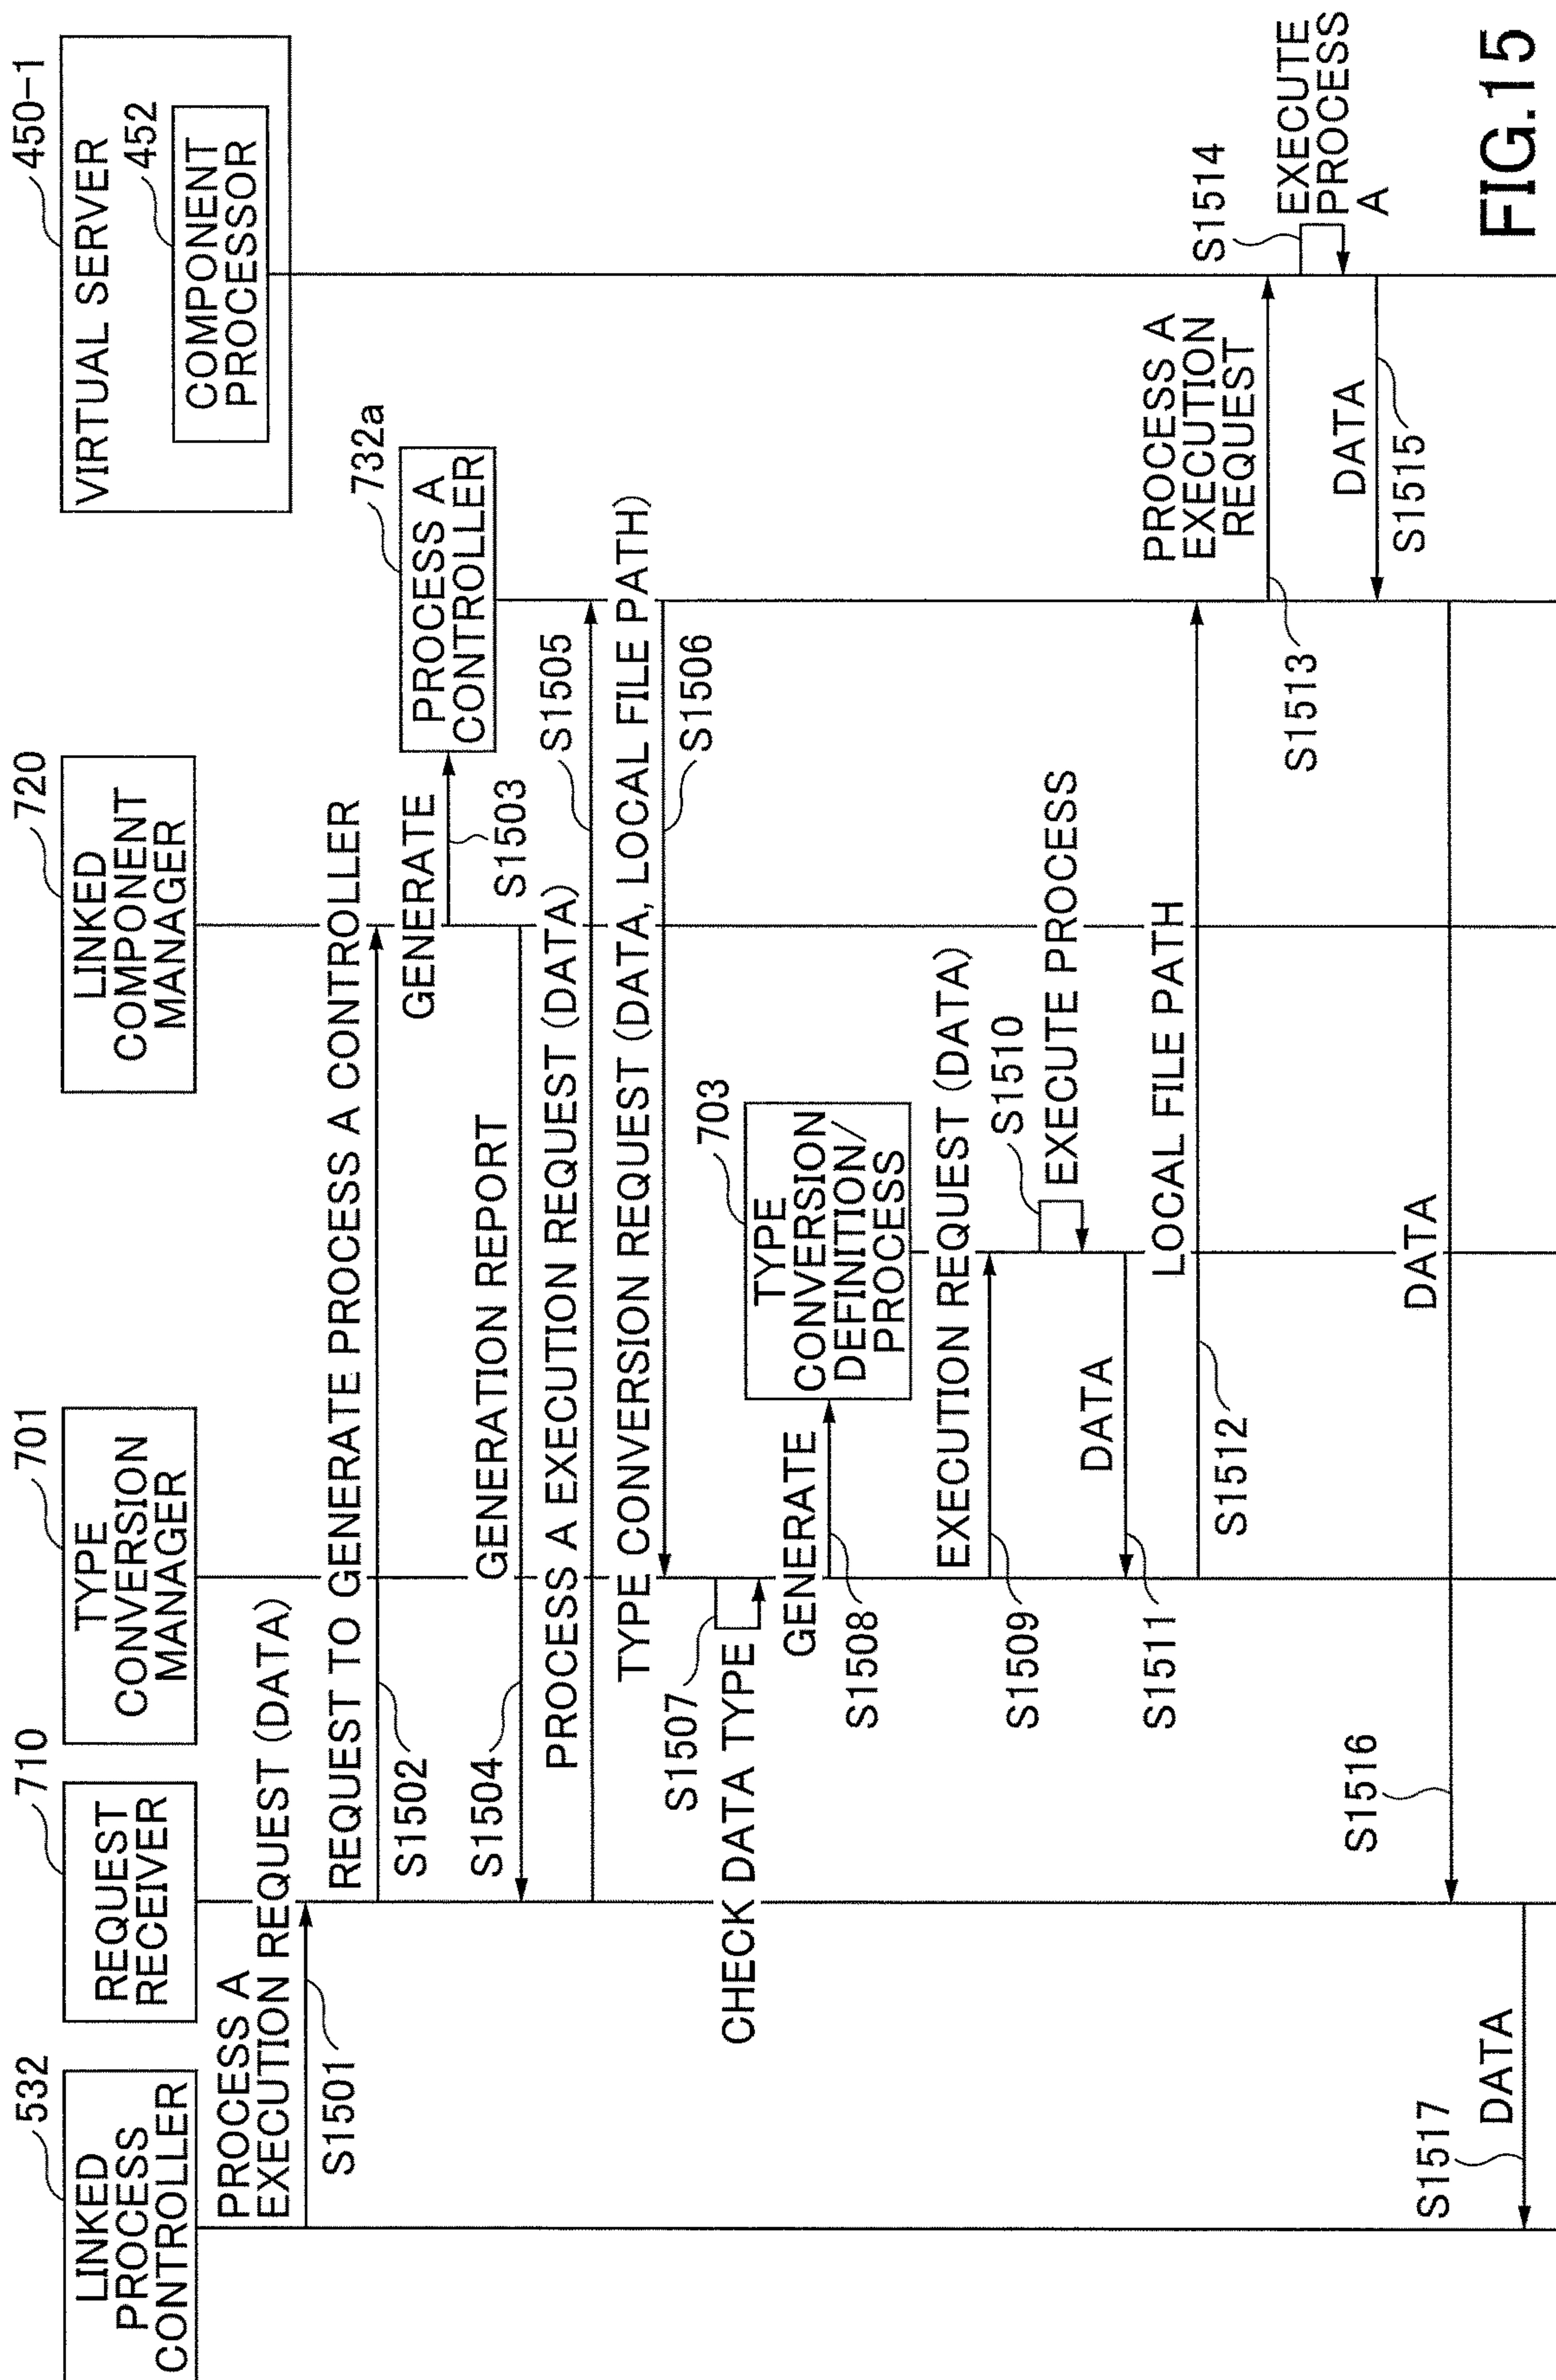 532
LINKED
PROCESS
CONTROLLER
710
REQUEST
RECEIVER
701
TYPE
CONVERSION
MANAGER
720
LINKED
COMPONENT
MANAGER
450-1
VIRTUAL SERVER
452
COMPONENT
PROCESSOR
PROCESS A
EXECUTION REQUEST (DATA)
S1501
REQUEST TO GENERATE PROCESS A CONTROLLER
S1502
GENERATE
S1503
732a
PROCESS A
CONTROLLER
GENERATION REPORT
S1504
PROCESS A EXECUTION REQUEST (DATA)
S1505
TYPE CONVERSION REQUEST (DATA, LOCAL FILE PATH)
S1506
S1507
CHECK DATA TYPE
GENERATE
S1508
703
TYPE
CONVERSION
DEFINITION/
PROCESS
EXECUTION REQUEST (DATA)
S1509
S1510
EXECUTE PROCESS
DATA
S1511
LOCAL FILE PATH
S1512
PROCESS A
EXECUTION
REQUEST
S1513
S1514
EXECUTE
PROCESS
A
DATA
S1515
DATA
S1516
S1517
DATA
FIG.15